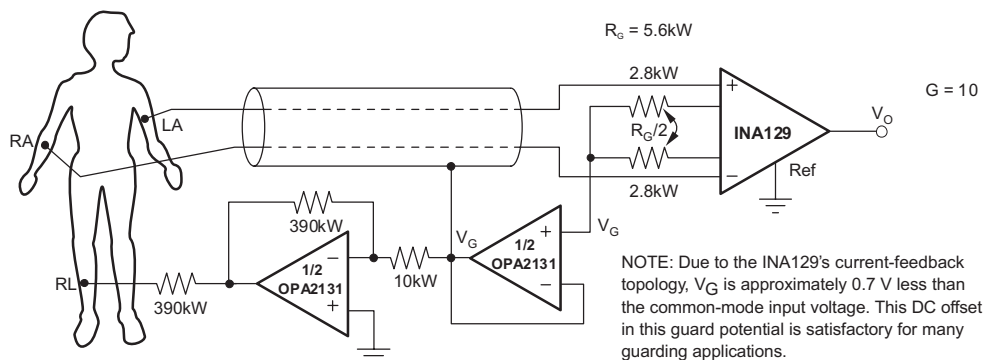 R_G = 5.6kW
2.8kW
G = 10
LA
RA
+
R_G/2
INA129
V_O
Ref
−
2.8kW
390kW
V_G
V_G
+
1/2
OPA2131
−
10kW
−
1/2
OPA2131
+
RL
390kW
NOTE: Due to the INA129's current-feedback
topology, V_G is approximately 0.7 V less than
the common-mode input voltage. This DC offset
in this guard potential is satisfactory for many
guarding applications.